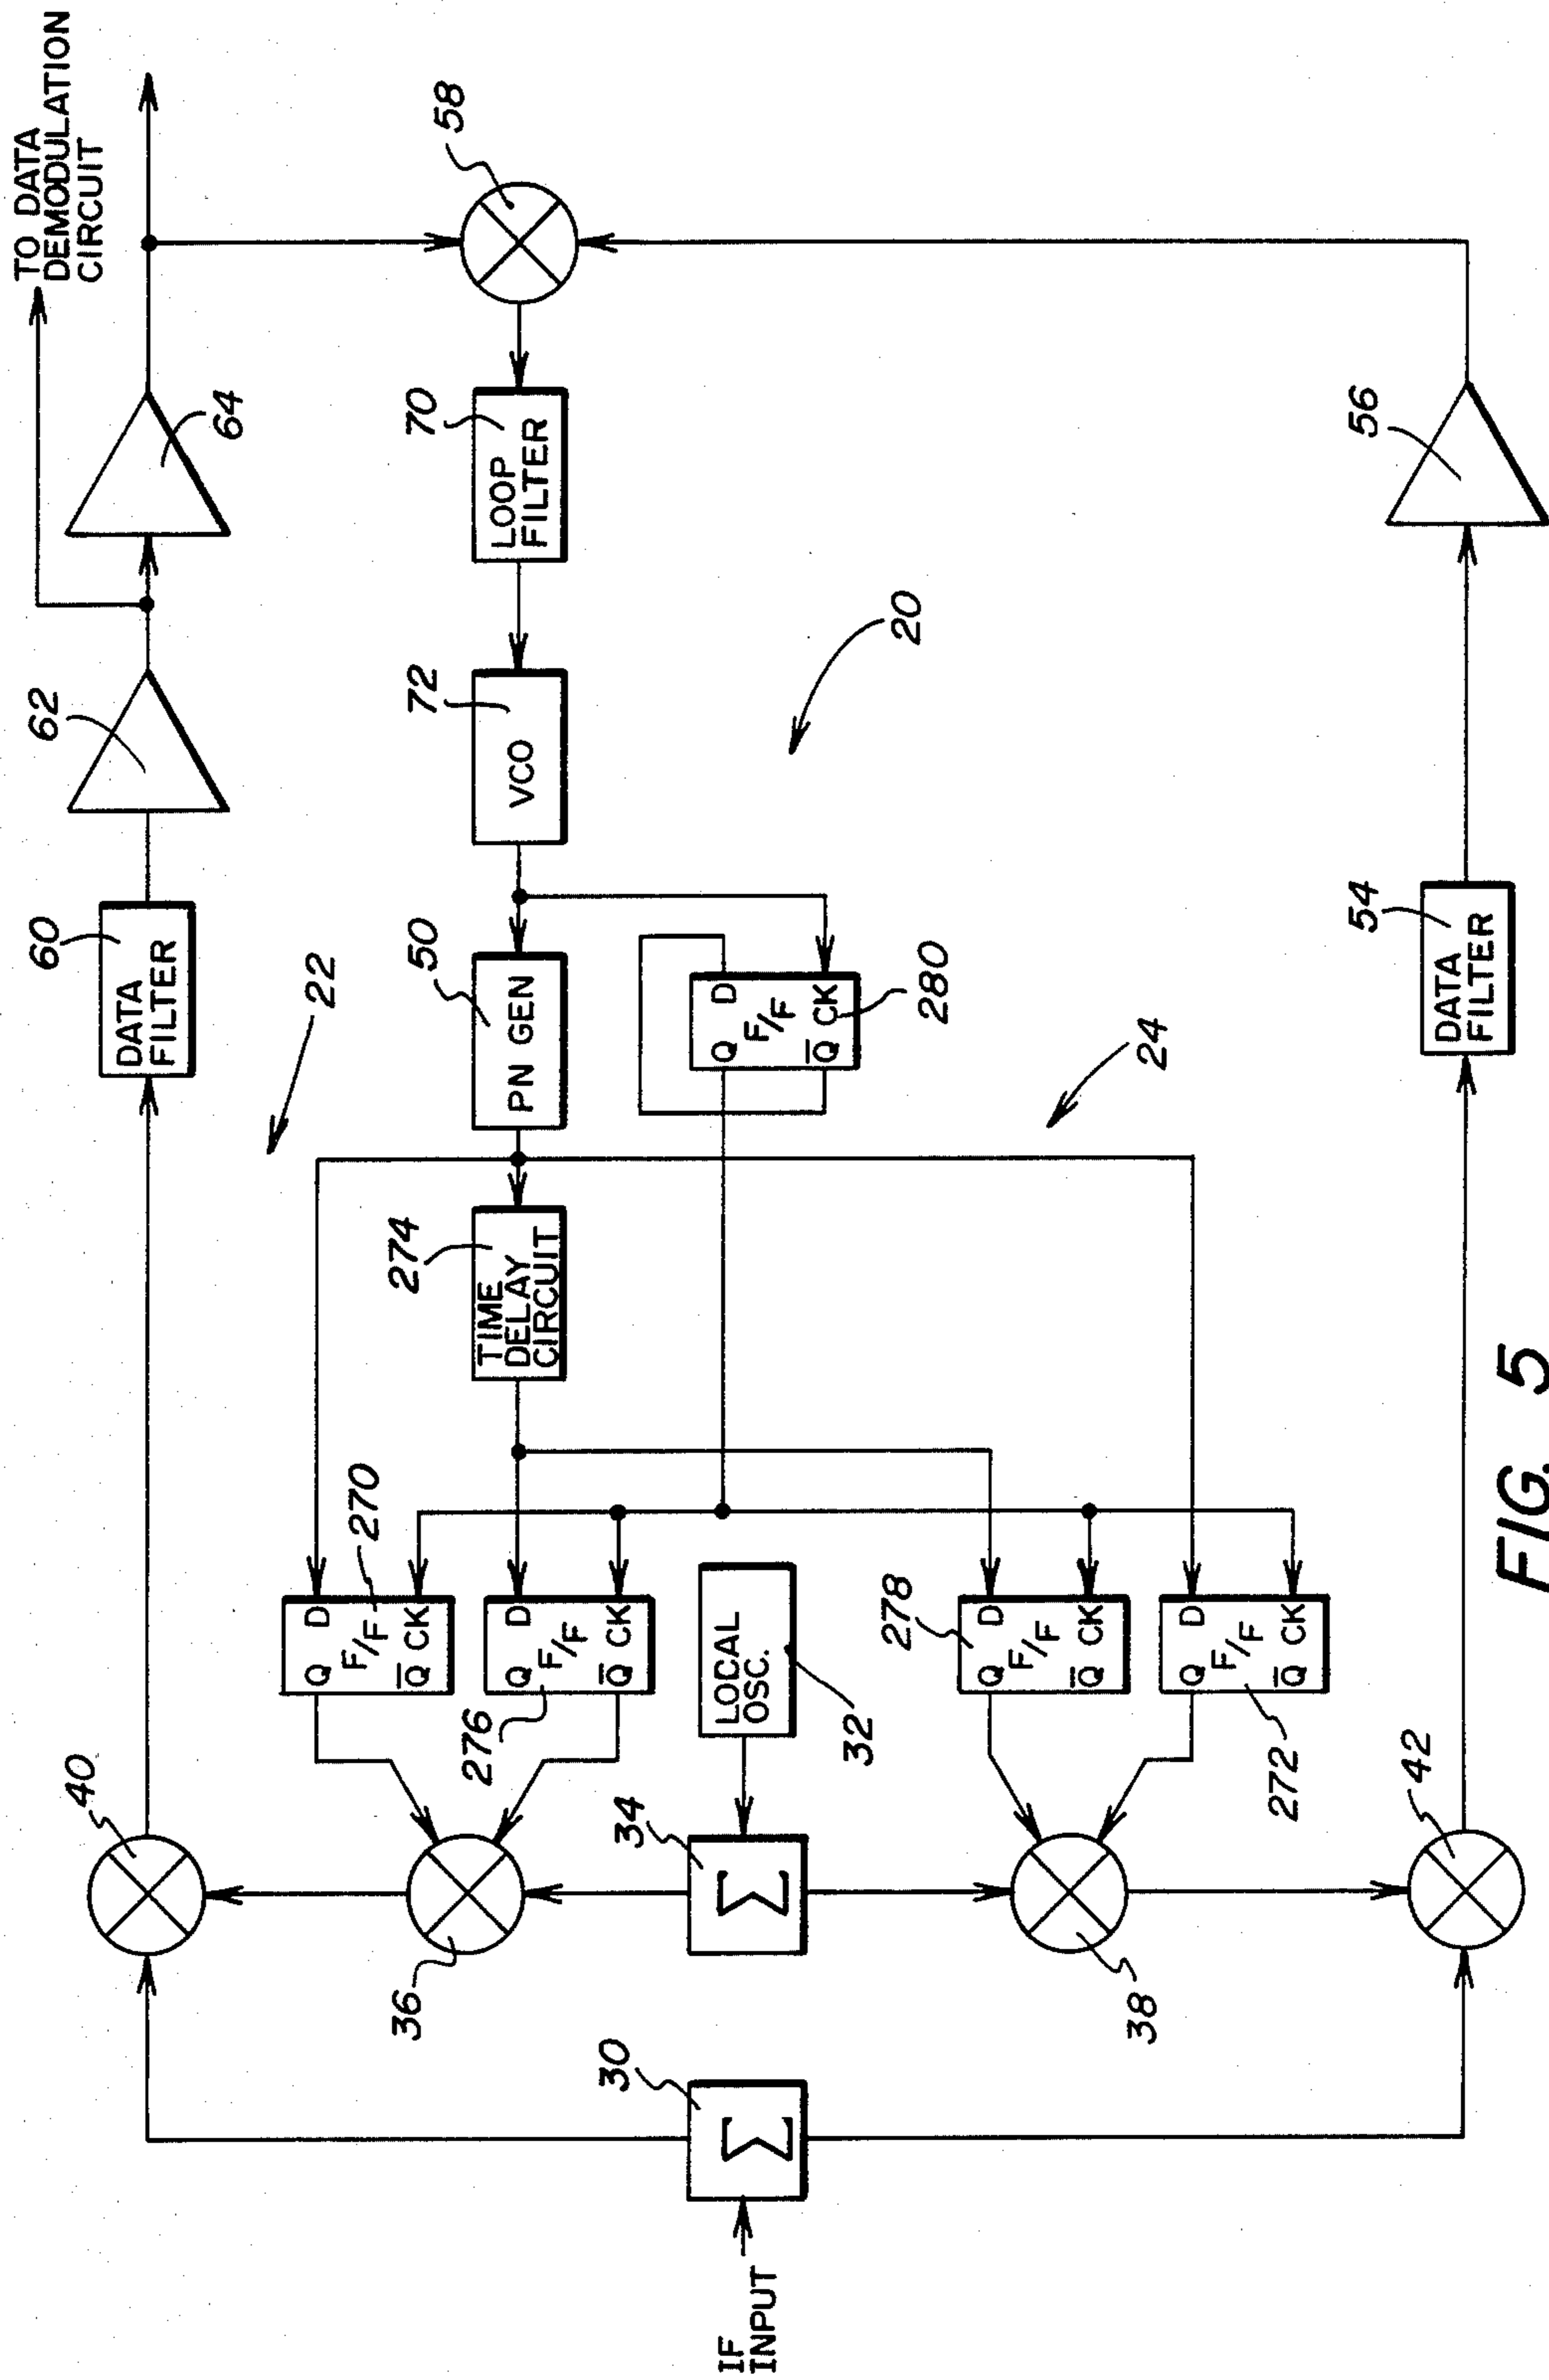 TO DATA
DEMODULATION
CIRCUIT
60
DATA
FILTER
62
64
58
40
22
270
Q D
F/F
Q̅ CK
274
TIME
DELAY
CIRCUIT
50
PN GEN
72
VCO
70
LOOP
FILTER
36
276
Q D
F/F
Q̅ CK
Q D
F/F
Q̅ CK
280
20
IF
INPUT
30
Σ
34
Σ
LOCAL
OSC.
32
38
278
Q D
F/F
Q̅ CK
24
272
Q D
F/F
Q̅ CK
42
54
DATA
FILTER
56
FIG. 5